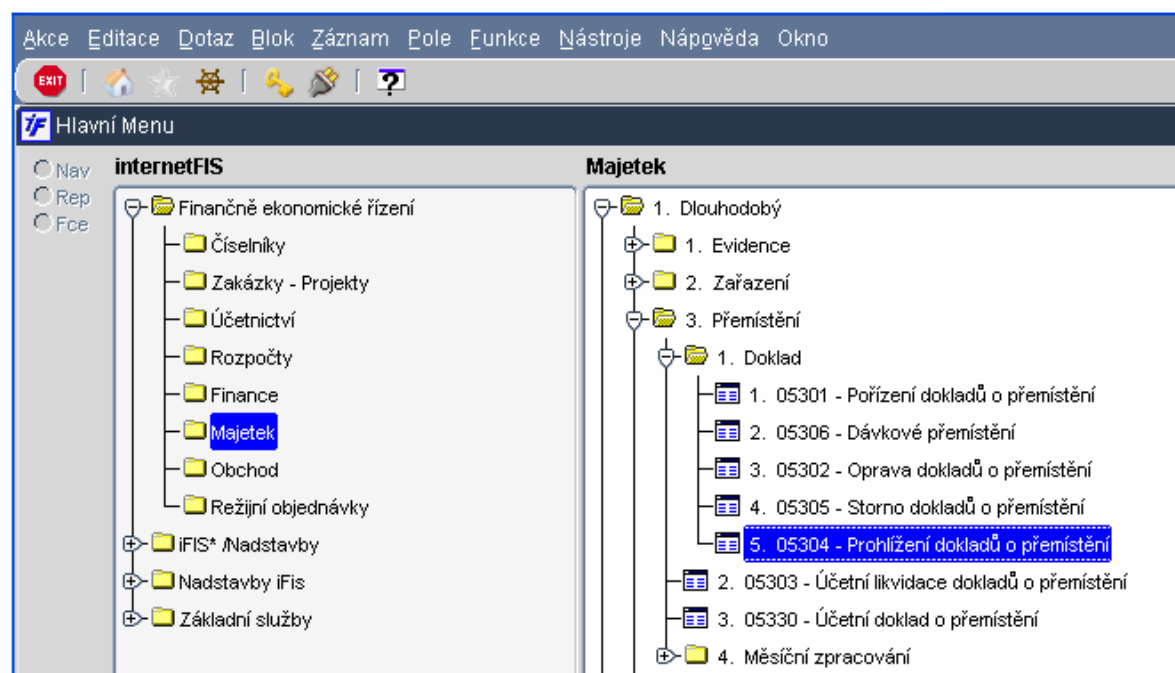 Akce Editace Dotaz Blok Záznam Pole Funkce Nástroje Nápověda Okno
EXIT ?
iF Hlavní Menu
Nav
Rep
Fce
internetFIS
Finančně ekonomické řízení
Číselníky
Zakázky - Projekty
Účetnictví
Rozpočty
Finance
Majetek
Obchod
Režijní objednávky
iFIS* /Nadstavby
Nadstavby iFis
Základní služby
Majetek
1. Dlouhodobý
1. Evidence
2. Zařazení
3. Přemístění
1. Doklad
1. 05301 - Pořízení dokladů o přemístění
2. 05306 - Dávkové přemístění
3. 05302 - Oprava dokladů o přemístění
4. 05305 - Storno dokladů o přemístění
5. 05304 - Prohlížení dokladů o přemístění
2. 05303 - Účetní likvidace dokladů o přemístění
3. 05330 - Účetní doklad o přemístění
4. Měsíční zpracování